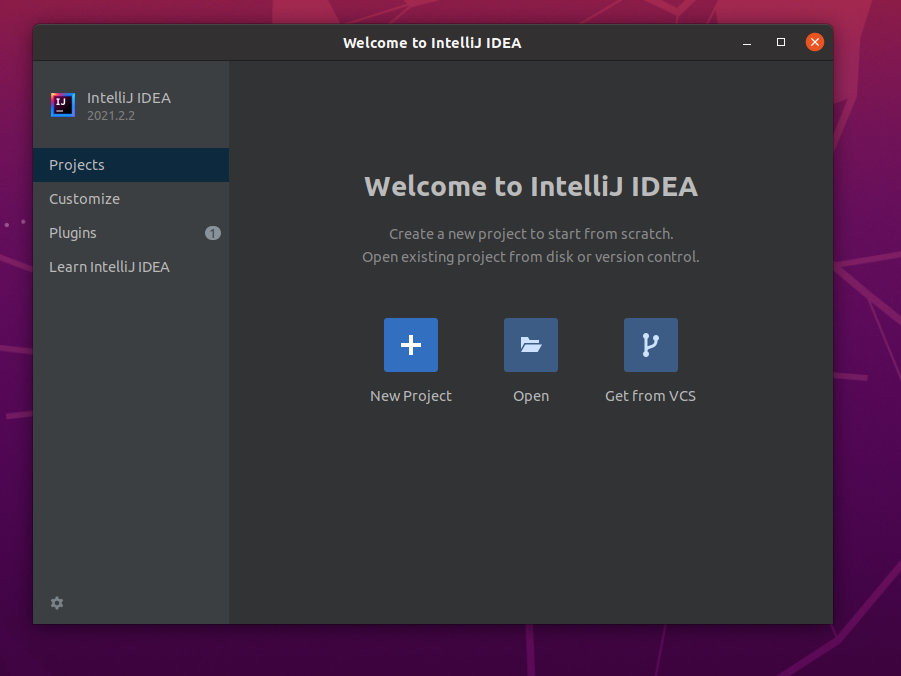 Welcome to IntelliJ IDEA
IJ
IntelliJ IDEA
2021.2.2
Projects
Customize
Plugins 1
Learn IntelliJ IDEA
Welcome to IntelliJ IDEA
Create a new project to start from scratch.
Open existing project from disk or version control.
New Project Open Get from VCS